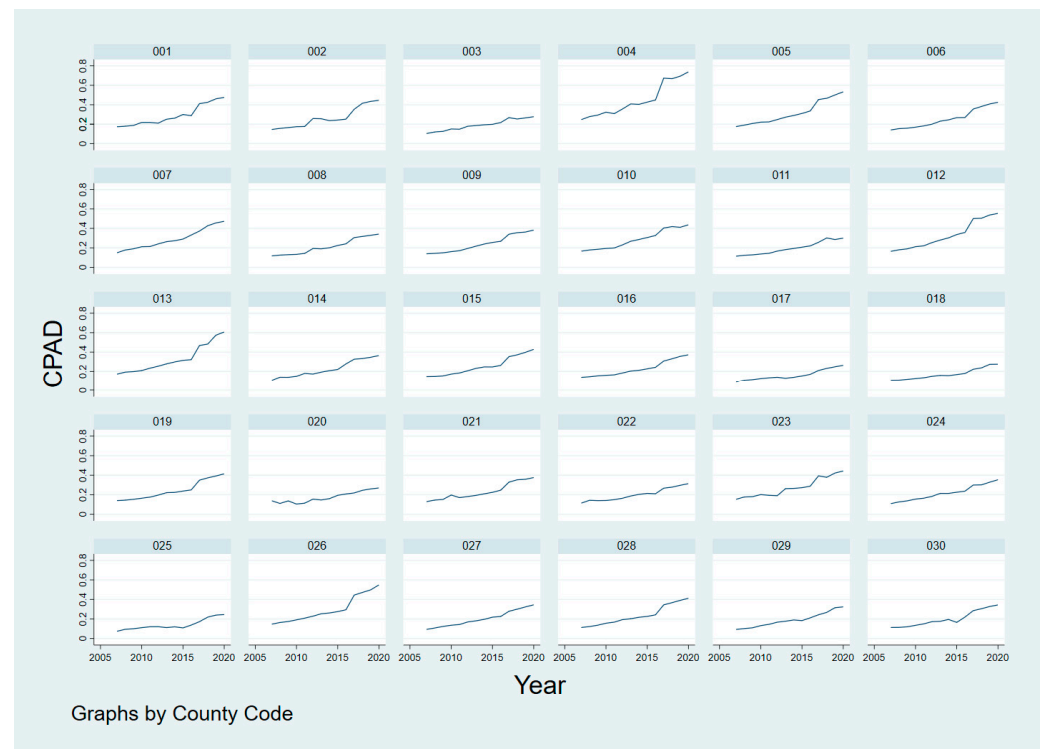 001 002 003 004 005 006
0 0.2 0.4 0.6 0.8
007 008 009 010 011 012
0 0.2 0.4 0.6 0.8
013 014 015 016 017 018
0 0.2 0.4 0.6 0.8
CPAD
019 020 021 022 023 024
0 0.2 0.4 0.6 0.8
025 026 027 028 029 030
0 0.2 0.4 0.6 0.8
2005 2010 2015 2020 2005 2010 2015 2020 2005 2010 2015 2020 2005 2010 2015 2020 2005 2010 2015 2020 2005 2010 2015 2020
Year
Graphs by County Code